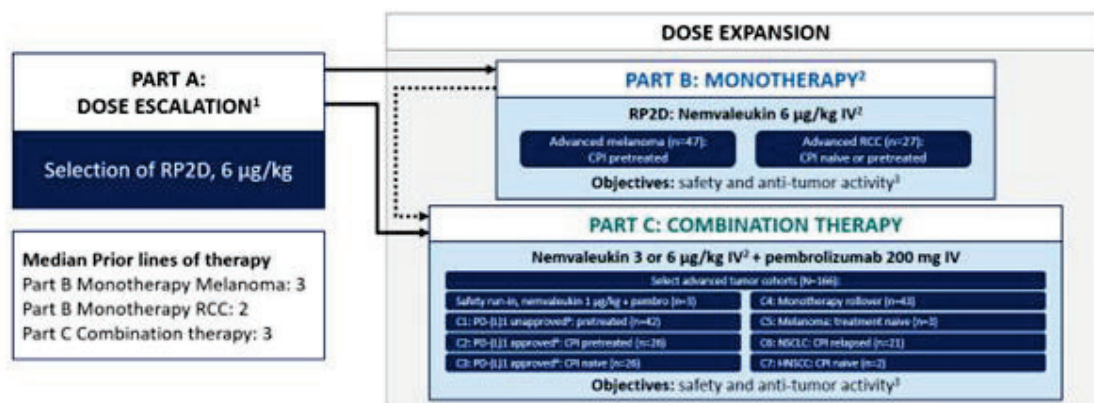 DOSE EXPANSION
PART A:
DOSE ESCALATION¹
Selection of RP2D, 6 µg/kg
Median Prior lines of therapy
Part B Monotherapy Melanoma: 3
Part B Monotherapy RCC: 2
Part C Combination therapy: 3
PART B: MONOTHERAPY²
RP2D: Nemvaleukin 6 µg/kg IV²
Advanced melanoma (n=47):
CPI pretreated
Advanced RCC (n=27):
CPI naive or pretreated
Objectives: safety and anti-tumor activity³
PART C: COMBINATION THERAPY
Nemvaleukin 3 or 6 µg/kg IV² + pembrolizumab 200 mg IV
Select advanced tumor cohorts (N=166):
Safety run-in, nemvaleukin 1 µg/kg + pembro (n=3)
C1: PD-(L)1 unapproved⁴: pretreated (n=42)
C2: PD-(L)1 approved⁴: CPI pretreated (n=26)
C3: PD-(L)1 approved⁴: CPI naive (n=26)
C4: Monotherapy rollover (n=43)
C5: Melanoma: treatment naive (n=3)
C6: NSCLC: CPI relapsed (n=21)
C7: HNSCC: CPI naive (n=2)
Objectives: safety and anti-tumor activity³